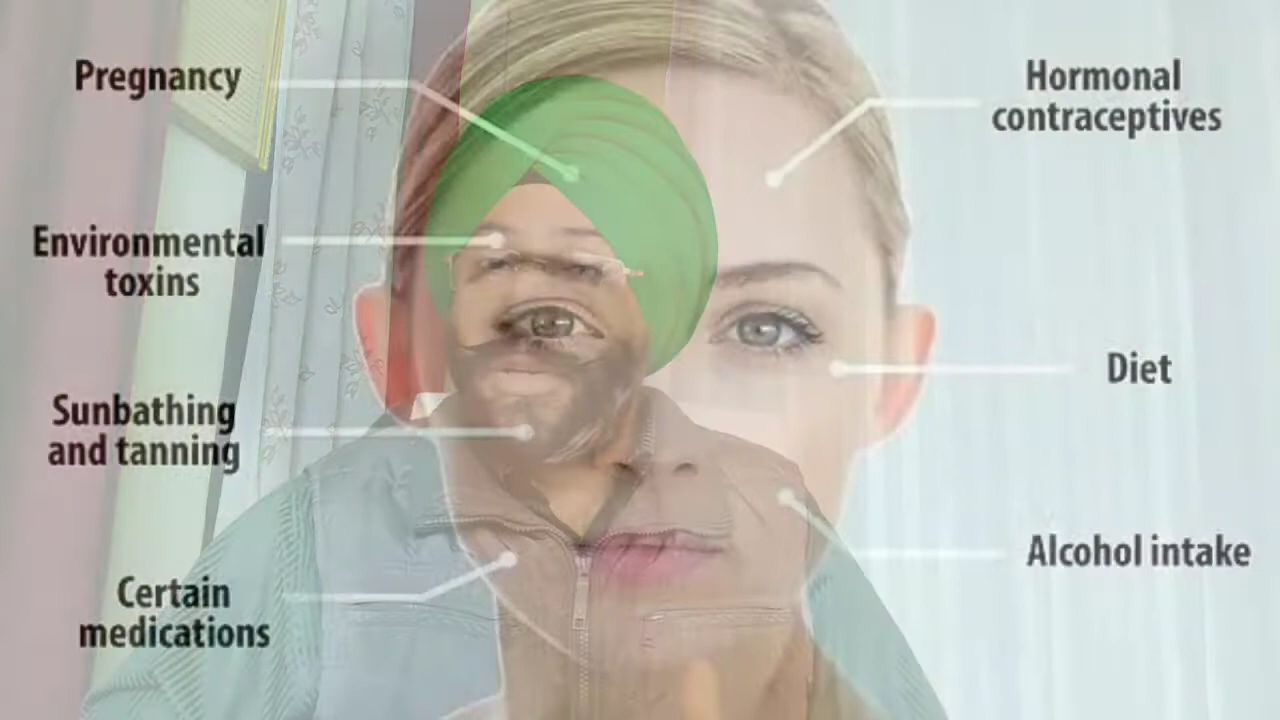 Pregnancy
Environmental
toxins
Sunbathing
and tanning
Certain
medications
Hormonal
contraceptives
Diet
Alcohol intake